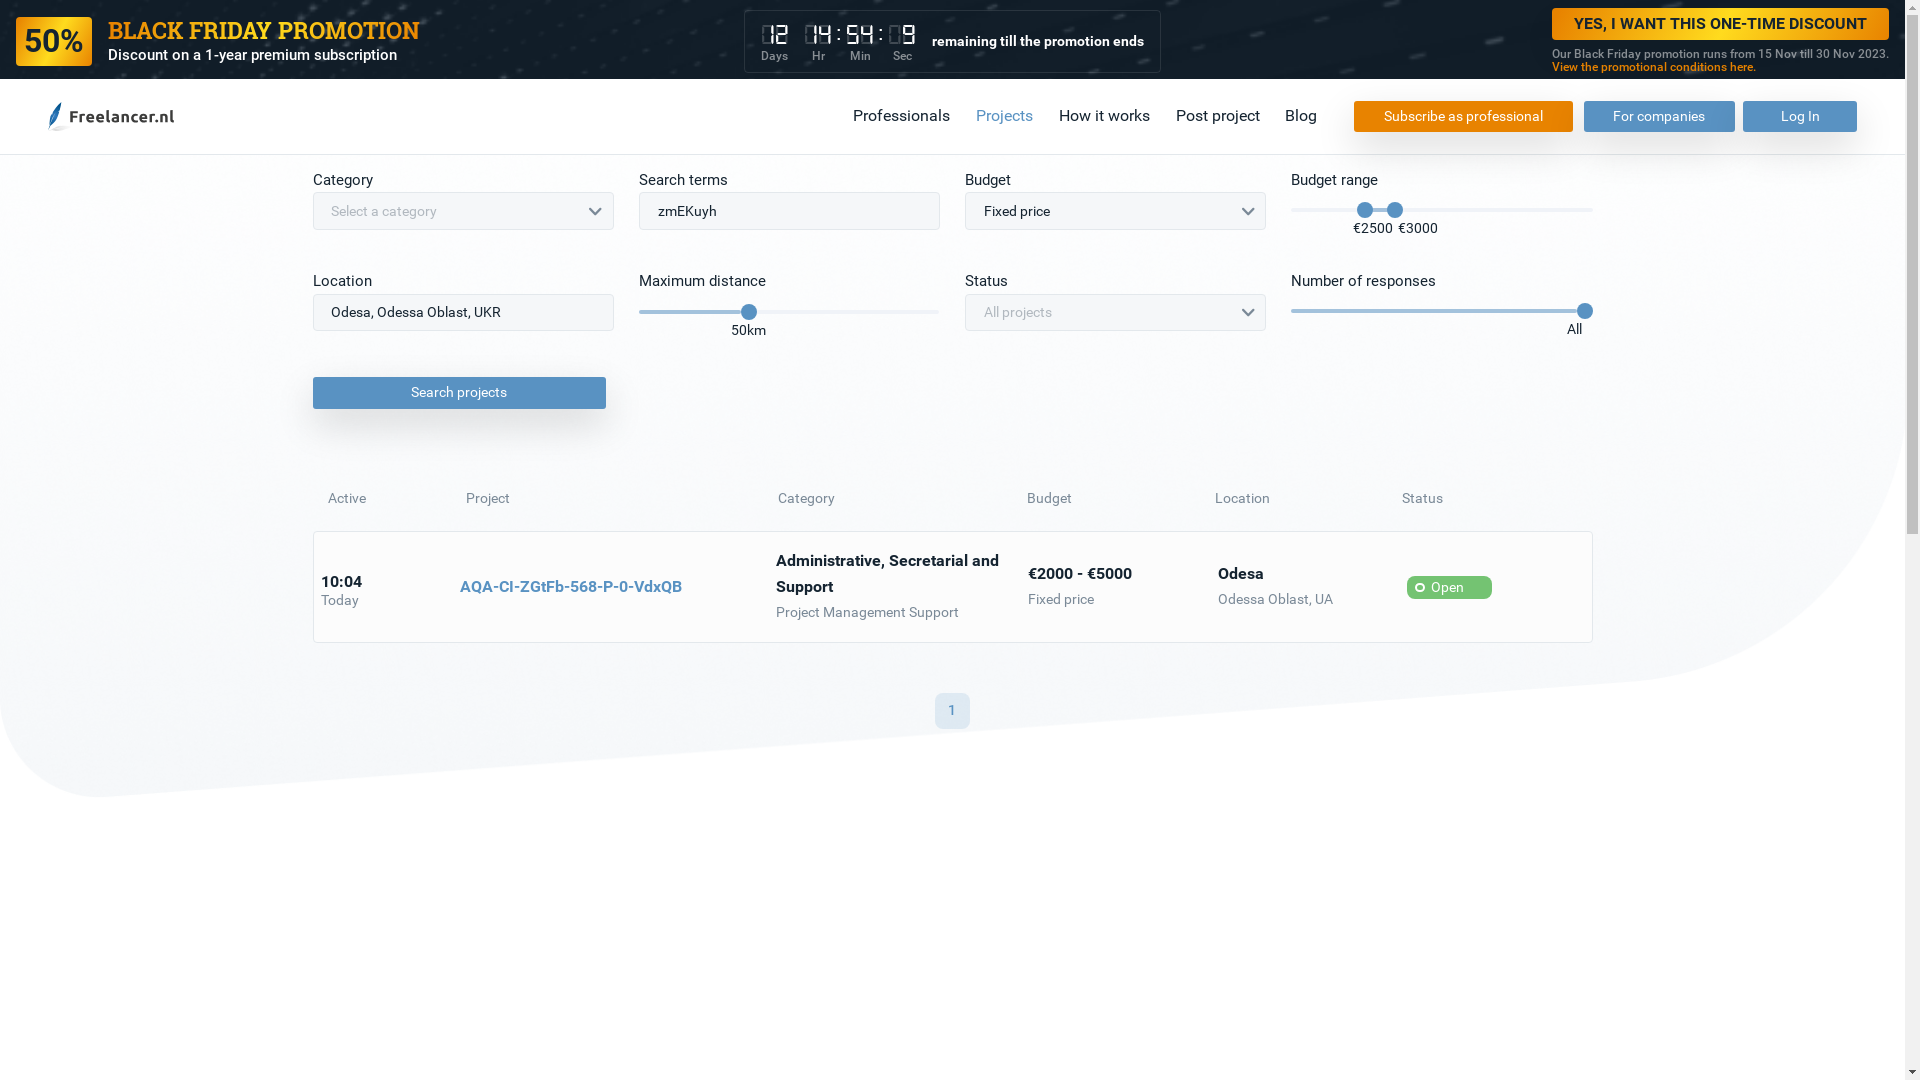 50%
BLACK FRIDAY PROMOTION
Discount on a 1-year premium subscription
12 14 : 54 : 9
Days Hr Min Sec
remaining till the promotion ends
YES, I WANT THIS ONE-TIME DISCOUNT
Our Black Friday promotion runs from 15 Nov till 30 Nov 2023.
View the promotional conditions here.
Freelancer.nl
Professionals Projects How it works Post project Blog Subscribe as professional For companies Log In
Category Search terms Budget Budget range
Select a category zmEKuyh Fixed price
€2500 €3000
Location Maximum distance Status Number of responses
Odesa, Odessa Oblast, UKR All projects
50km All
Search projects
Active Project Category Budget Location Status
10:04
Today
AQA-CI-ZGtFb-568-P-0-VdxQB
Administrative, Secretarial and
Support
Project Management Support
€2000 - €5000
Fixed price
Odesa
Odessa Oblast, UA
Open
1